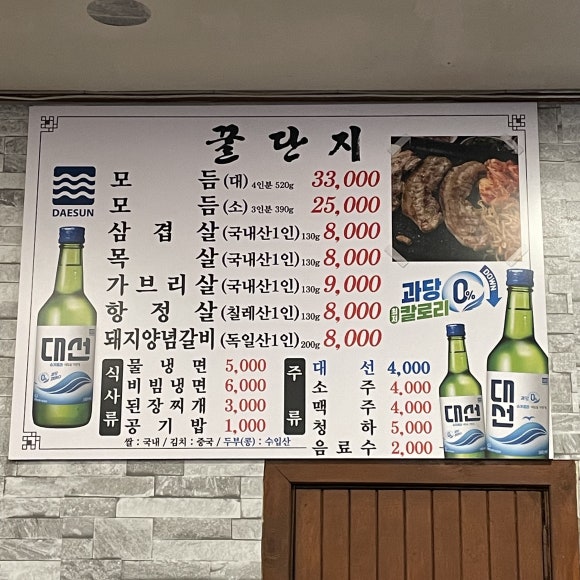 꿀단지
DAESUN
모듬(대) 4인분 520g 33,000
모듬(소) 3인분 390g 25,000
삼겹살(국내산1인)130g 8,000
목살(국내산1인)130g 8,000
가브리살(국내산1인)130g 9,000
항정살(칠레산1인)130g 8,000
돼지양념갈비(독일산1인)200g 8,000
과당 0% DOWN
칼로리
대선
대선
대선
식사류
물냉면 5,000
비빔냉면 6,000
된장찌개 3,000
공기밥 1,000
주류
대선 4,000
소주 4,000
맥주 4,000
청하 5,000
음료수 2,000
쌀:국내/김치:중국/두부(콩):수입산